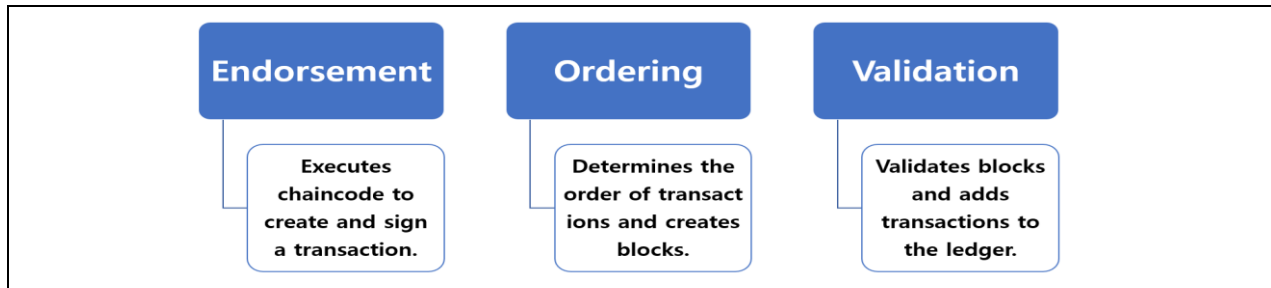 Endorsement
Executes
chaincode to
create and sign
a transaction.
Ordering
Determines the
order of transact
ions and creates
blocks.
Validation
Validates blocks
and adds
transactions to
the ledger.